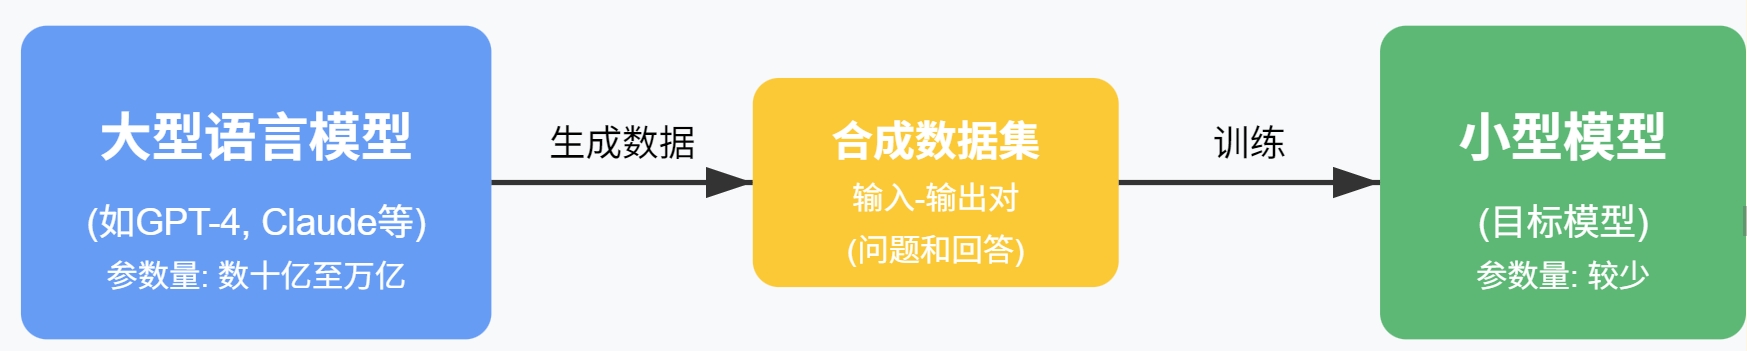 大型语言模型
(如GPT-4, Claude等)
参数量: 数十亿至万亿
生成数据
合成数据集
输入-输出对
(问题和回答)
训练
小型模型
(目标模型)
参数量: 较少